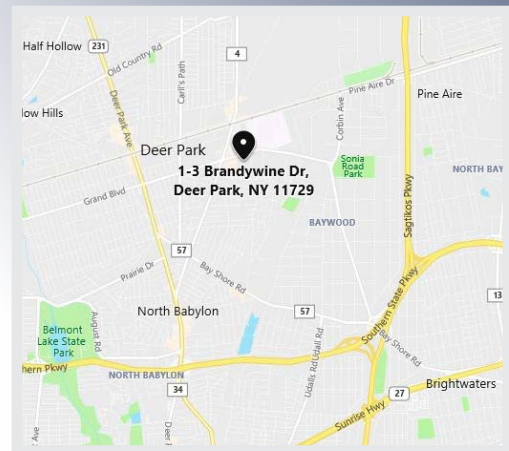 Half Hollow
231
Old Country Rd
4
Carll's Path
Deer Park Ave
Pine Aire Dr
Pine Aire
Corbin Ave
low Hills
Deer Park
1-3 Brandywine Dr,
Deer Park, NY 11729
Sonia
Road
Park
NORTH BAY
Grand Blvd
BAYWOOD
Sagtikos Pkwy
57
Prairie Dr
Bay Shore Rd
13
North Babylon
57
Southern State Pkwy
Belmont
Lake State
Park
August Rd
Udall Rd
Udalls Rd
Bay Shore Rd
hern Pkwy
NORTH BABYLON
34
27
Brightwaters
Sunrise Hwy
Ave
Deer